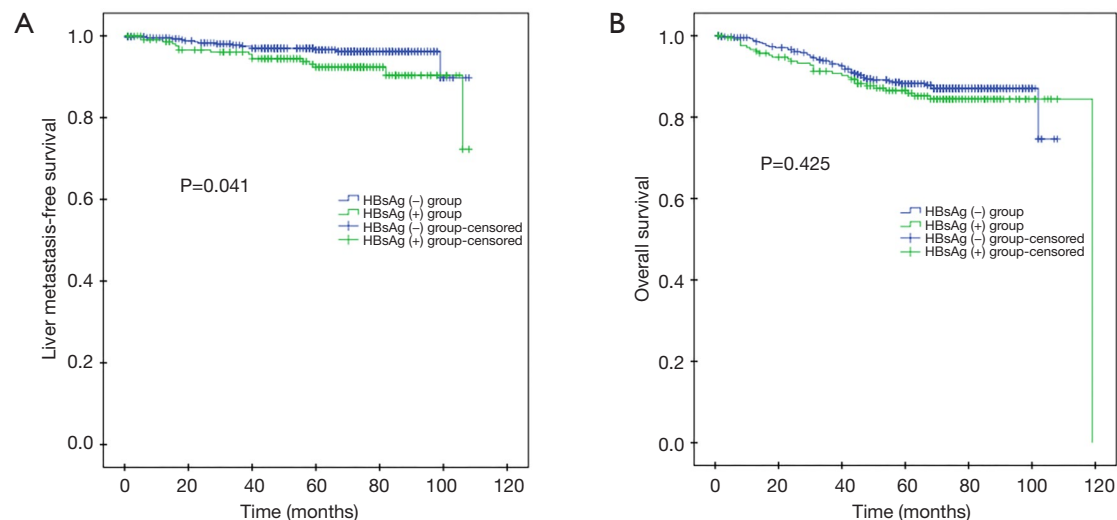 A
Liver metastasis-free survival
1.0
0.8
0.6
0.4
0.2
0.0
P=0.041
HBsAg (−) group
HBsAg (+) group
HBsAg (−) group-censored
HBsAg (+) group-censored
0 20 40 60 80 100 120
Time (months)
B
Overall survival
1.0
0.8
0.6
0.4
0.2
0.0
P=0.425
HBsAg (−) group
HBsAg (+) group
HBsAg (−) group-censored
HBsAg (+) group-censored
0 20 40 60 80 100 120
Time (months)